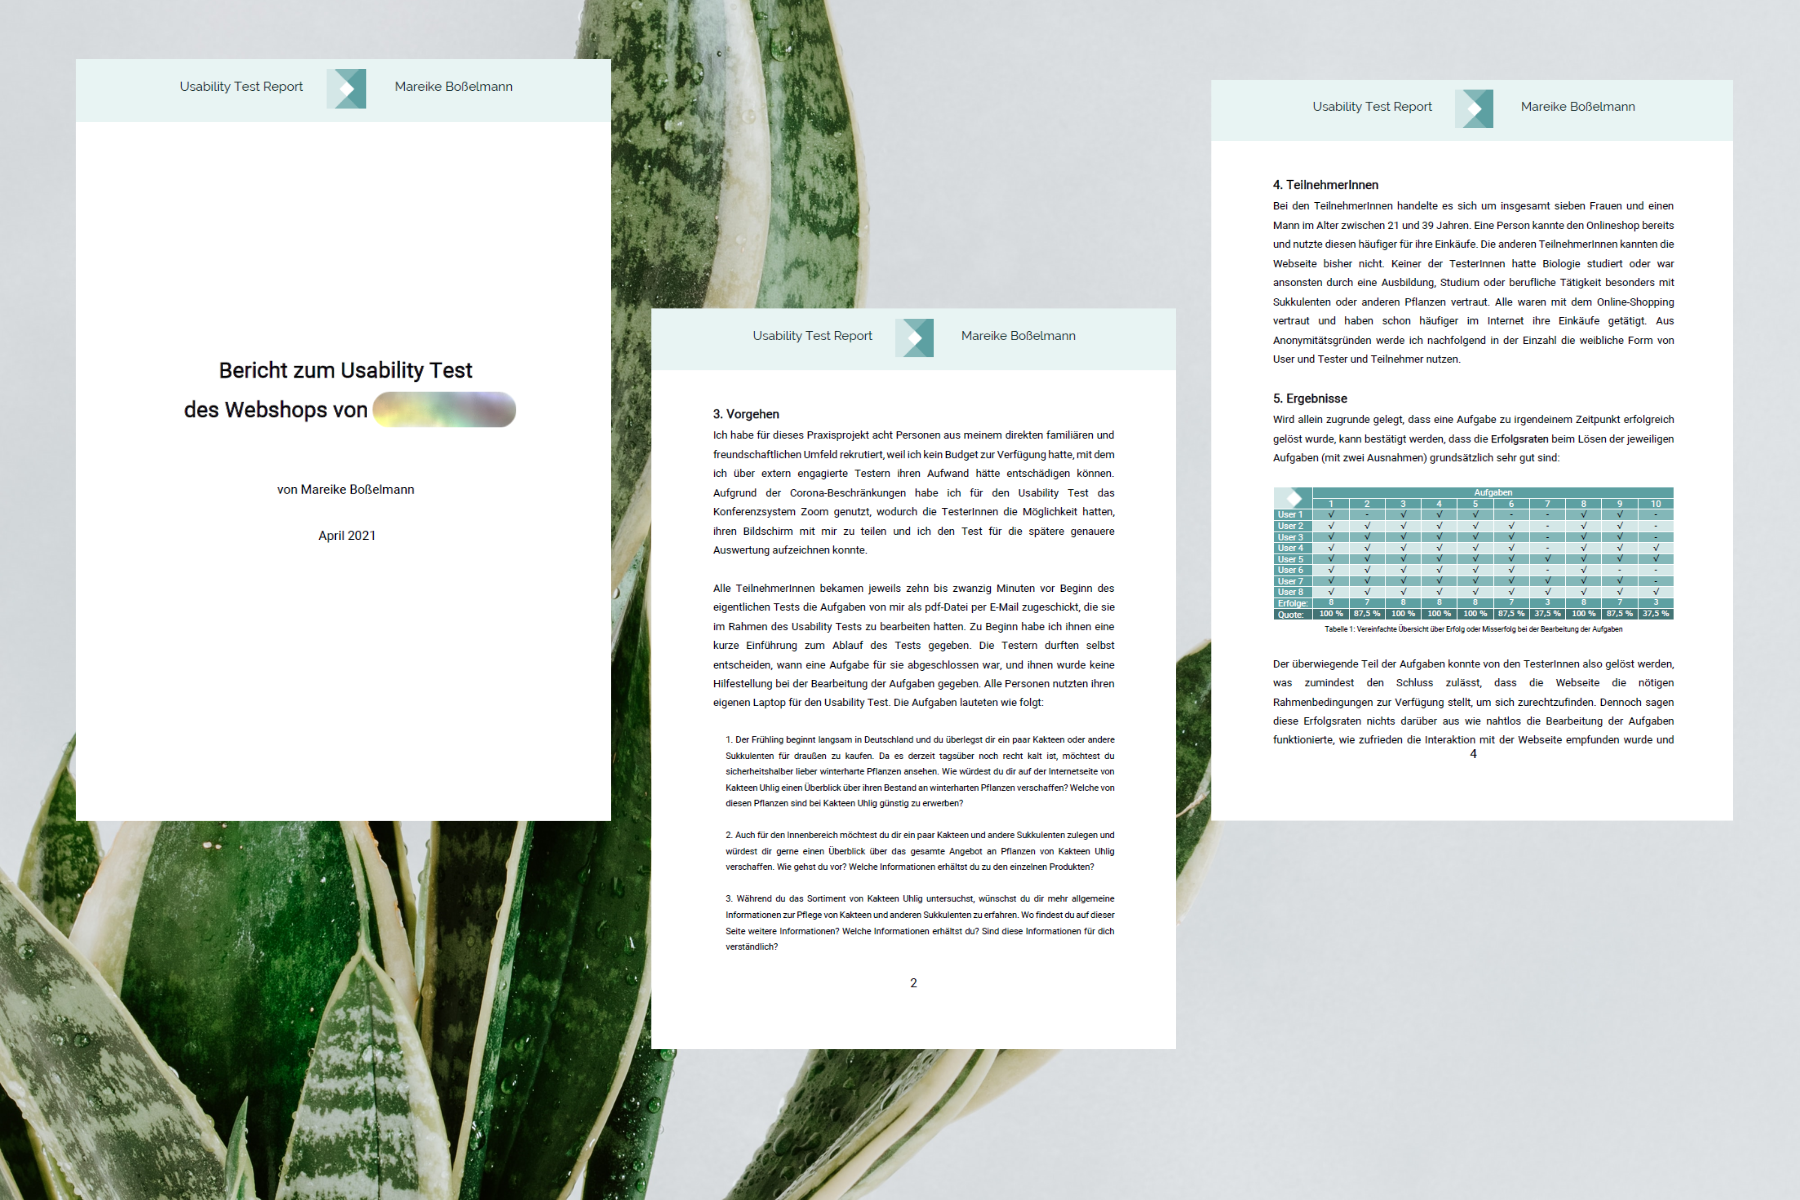 Usability Test Report
Mareike Boßelmann
Bericht zum Usability Test
des Webshops von
von Mareike Boßelmann
April 2021
Usability Test Report
Mareike Boßelmann
3. Vorgehen
Ich habe für dieses Praxisprojekt acht Personen aus meinem direkten familiären und
freundschaftlichen Umfeld rekrutiert, weil ich kein Budget zur Verfügung hatte, mit dem
ich über extern engagierte Testern ihren Aufwand hätte entschädigen können.
Aufgrund der Corona-Beschränkungen habe ich für den Usability Test das
Konferenzsystem Zoom genutzt, wodurch die TesterInnen die Möglichkeit hatten,
ihren Bildschirm mit mir zu teilen und ich den Test für die spätere genauere
Auswertung aufzeichnen konnte.
Alle TeilnehmerInnen bekamen jeweils zehn bis zwanzig Minuten vor Beginn des
eigentlichen Tests die Aufgaben von mir als pdf-Datei per E-Mail zugeschickt, die sie
im Rahmen des Usability Tests zu bearbeiten hatten. Zu Beginn habe ich ihnen eine
kurze Einführung zum Ablauf des Tests gegeben. Die Testern durften selbst
entscheiden, wann eine Aufgabe für sie abgeschlossen war, und ihnen wurde keine
Hilfestellung bei der Bearbeitung der Aufgaben gegeben. Alle Personen nutzten ihren
eigenen Laptop für den Usability Test. Die Aufgaben lauteten wie folgt:
1. Der Frühling beginnt langsam in Deutschland und du überlegst dir ein paar Kakteen oder andere
Sukkulenten für draußen zu kaufen. Da es derzeit tagsüber noch recht kalt ist, möchtest du
sicherheitshalber lieber winterharte Pflanzen ansehen. Wie würdest du dir auf der Internetseite von
Kakteen Uhlig einen Überblick über ihren Bestand an winterharten Pflanzen verschaffen? Welche von
diesen Pflanzen sind bei Kakteen Uhlig günstig zu erwerben?
2. Auch für den Innenbereich möchtest du dir ein paar Kakteen und andere Sukkulenten zulegen und
würdest dir gerne einen Überblick über das gesamte Angebot an Pflanzen von Kakteen Uhlig
verschaffen. Wie gehst du vor? Welche Informationen erhältst du zu den einzelnen Produkten?
3. Während du das Sortiment von Kakteen Uhlig untersuchst, wünschst du dir mehr allgemeine
Informationen zur Pflege von Kakteen und anderen Sukkulenten zu erfahren. Wo findest du auf dieser
Seite weitere Informationen? Welche Informationen erhältst du? Sind diese Informationen für dich
verständlich?
2
Usability Test Report
Mareike Boßelmann
4. TeilnehmerInnen
Bei den TeilnehmerInnen handelte es sich um insgesamt sieben Frauen und einen
Mann im Alter zwischen 21 und 39 Jahren. Eine Person kannte den Onlineshop bereits
und nutzte diesen häufiger für ihre Einkäufe. Die anderen TeilnehmerInnen kannten die
Webseite bisher nicht. Keiner der TesterInnen hatte Biologie studiert oder war
ansonsten durch eine Ausbildung, Studium oder berufliche Tätigkeit besonders mit
Sukkulenten oder anderen Pflanzen vertraut. Alle waren mit dem Online-Shopping
vertraut und haben schon häufiger im Internet ihre Einkäufe getätigt. Aus
Anonymitätsgründen werde ich nachfolgend in der Einzahl die weibliche Form von
User und Tester und Teilnehmer nutzen.
5. Ergebnisse
Wird allein zugrunde gelegt, dass eine Aufgabe zu irgendeinem Zeitpunkt erfolgreich
gelöst wurde, kann bestätigt werden, dass die Erfolgsraten beim Lösen der jeweiligen
Aufgaben (mit zwei Ausnahmen) grundsätzlich sehr gut sind:
Aufgaben
1 2 3 4 5 6 7 8 9 10
User 1 √ - √ √ √ - - √ √ -
User 2 √ √ √ √ √ √ - √ √ -
User 3 √ √ √ √ √ √ - √ √ -
User 4 √ √ √ √ √ √ - √ √ √
User 5 √ √ √ √ √ √ √ √ √ √
User 6 √ √ √ √ √ √ √ √ - -
User 7 √ √ √ √ √ √ √ √ √ -
User 8 √ √ √ √ √ √ - √ √ √
Erfolge: 8 7 8 8 8 7 3 8 7 3
Quote: 100 % 87,5 % 100 % 100 % 100 % 87,5 % 37,5 % 100 % 87,5 % 37,5 %
Tabelle 1: Vereinfachte Übersicht über Erfolg oder Misserfolg bei der Bearbeitung der Aufgaben
Der überwiegende Teil der Aufgaben konnte von den TesterInnen also gelöst werden,
was zumindest den Schluss zulässt, dass die Webseite die nötigen
Rahmenbedingungen zur Verfügung stellt, um sich zurechtzufinden. Dennoch sagen
diese Erfolgsraten nichts darüber aus wie nahtlos die Bearbeitung der Aufgaben
funktionierte, wie zufrieden die Interaktion mit der Webseite empfunden wurde und
4